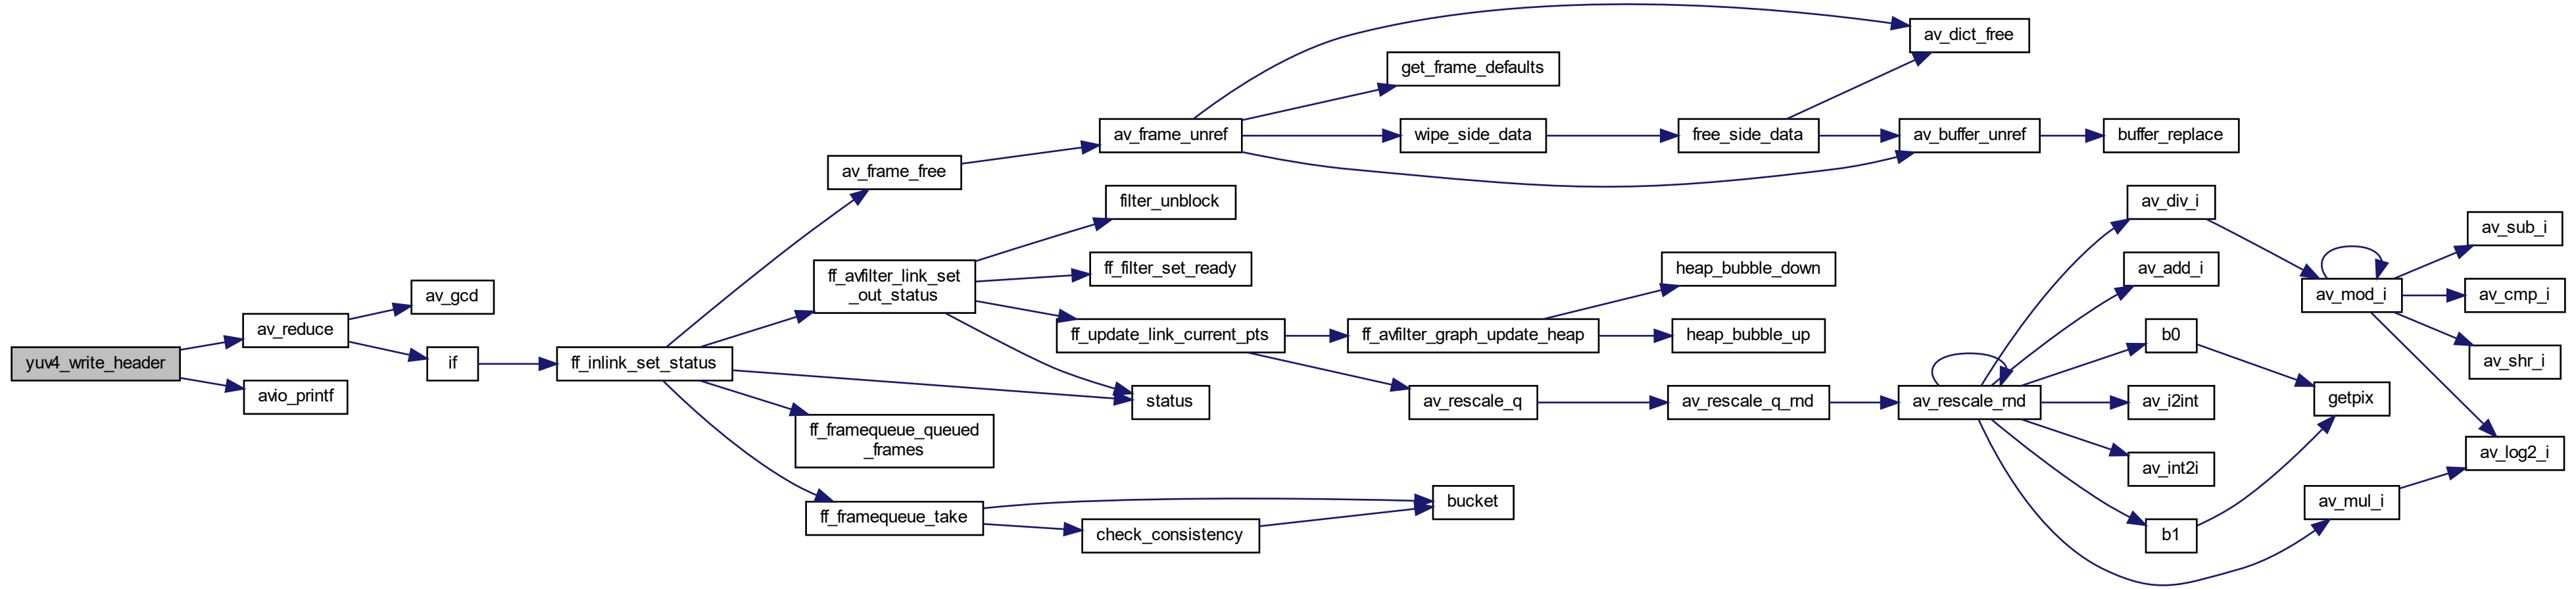 yuv4_write_header
av_reduce
avio_printf
av_gcd
if
ff_inlink_set_status
av_frame_free
ff_avfilter_link_set
_out_status
status
ff_framequeue_queued
_frames
ff_framequeue_take
av_frame_unref
filter_unblock
ff_filter_set_ready
ff_update_link_current_pts
check_consistency
bucket
get_frame_defaults
wipe_side_data
ff_avfilter_graph_update_heap
av_rescale_q
free_side_data
heap_bubble_down
heap_bubble_up
av_rescale_q_rnd
av_dict_free
av_buffer_unref
av_rescale_rnd
buffer_replace
av_div_i
av_add_i
b0
av_i2int
av_int2i
b1
av_mod_i
getpix
av_mul_i
av_sub_i
av_cmp_i
av_shr_i
av_log2_i